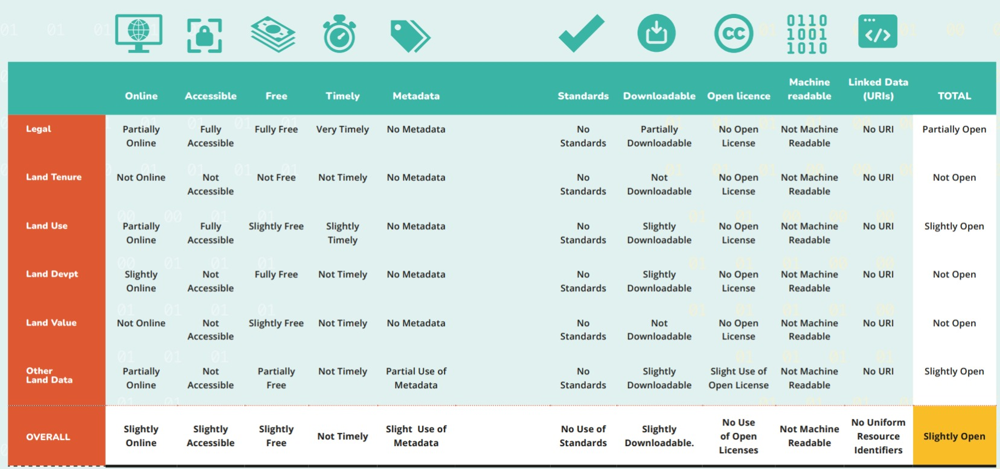 0110
1001
1010
Online Accessible Free Timely Metadata Standards Downloadable Open licence Machine readable Linked Data (URIs) TOTAL
Legal Partially Online Fully Accessible Fully Free Very Timely No Metadata No Standards Partially Downloadable No Open License Not Machine Readable No URI Partially Open
Land Tenure Not Online Not Accessible Not Free Not Timely No Metadata No Standards Not Downloadable No Open License Not Machine Readable No URI Not Open
Land Use Partially Online Fully Accessible Slightly Free Slightly Timely No Metadata No Standards Slightly Downloadable No Open License Not Machine Readable No URI Slightly Open
Land Devpt Slightly Online Not Accessible Fully Free Not Timely No Metadata No Standards Slightly Downloadable No Open License Not Machine Readable No URI Not Open
Land Value Not Online Not Accessible Slightly Free Not Timely No Metadata No Standards Not Downloadable No Open License Not Machine Readable No URI Not Open
Other Land Data Partially Online Not Accessible Partially Free Not Timely Partial Use of Metadata No Standards Slightly Downloadable Slight Use of Open License Not Machine Readable No URI Slightly Open
OVERALL Slightly Online Slightly Accessible Slightly Free Not Timely Slight Use of Metadata No Use of Standards Slightly Downloadable. No Use of Open Licenses Not Machine Readable No Uniform Resource Identifiers Slightly Open